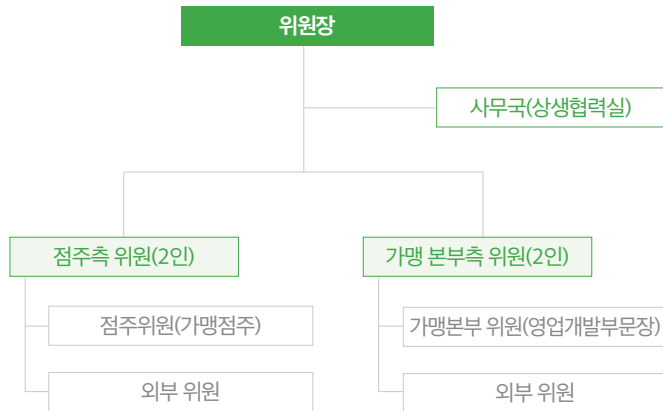 위원장
사무국(상생협력실)
점주측 위원(2인)
가맹 본부측 위원(2인)
점주위원(가맹점주)
가맹본부 위원(영업개발부문장)
외부 위원
외부 위원